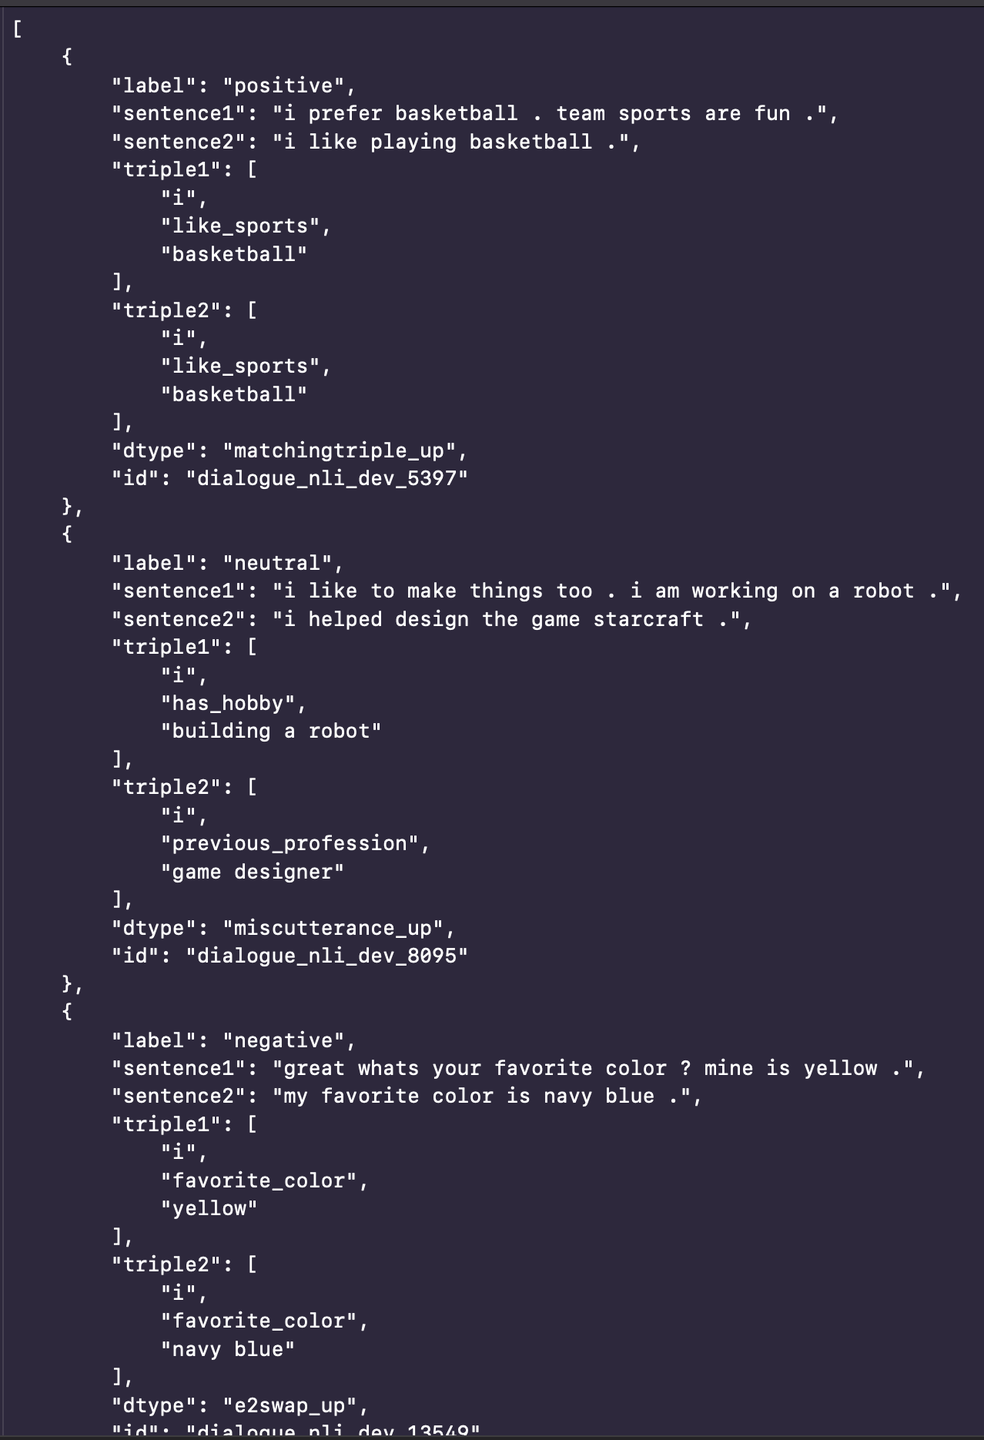 [
    {
        "label": "positive",
        "sentence1": "i prefer basketball . team sports are fun .",
        "sentence2": "i like playing basketball .",
        "triple1": [
            "i",
            "like_sports",
            "basketball"
        ],
        "triple2": [
            "i",
            "like_sports",
            "basketball"
        ],
        "dtype": "matchingtriple_up",
        "id": "dialogue_nli_dev_5397"
    },
    {
        "label": "neutral",
        "sentence1": "i like to make things too . i am working on a robot .",
        "sentence2": "i helped design the game starcraft .",
        "triple1": [
            "i",
            "has_hobby",
            "building a robot"
        ],
        "triple2": [
            "i",
            "previous_profession",
            "game designer"
        ],
        "dtype": "miscutterance_up",
        "id": "dialogue_nli_dev_8095"
    },
    {
        "label": "negative",
        "sentence1": "great whats your favorite color ? mine is yellow .",
        "sentence2": "my favorite color is navy blue .",
        "triple1": [
            "i",
            "favorite_color",
            "yellow"
        ],
        "triple2": [
            "i",
            "favorite_color",
            "navy blue"
        ],
        "dtype": "e2swap_up",
        "id": "dialogue_nli_dev_13549"